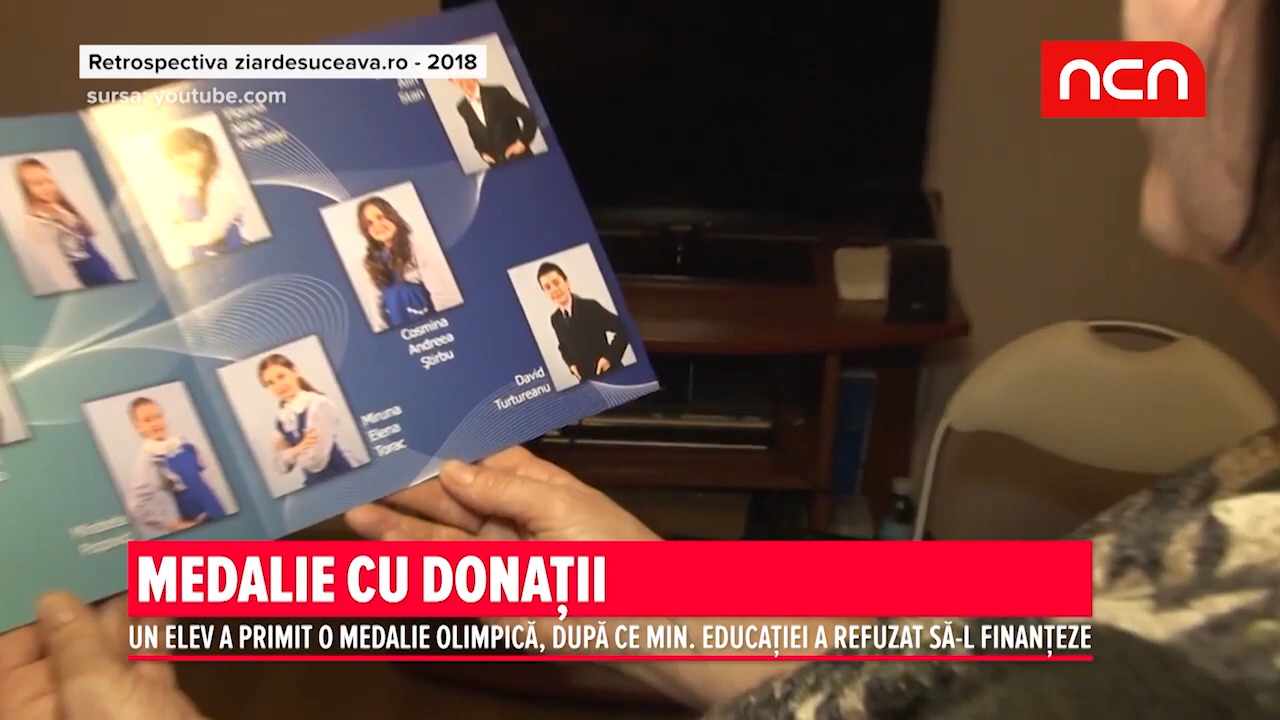 Retrospectiva ziardesuceava.ro - 2018
sursa: youtube.com
ncn
Stan
Cosmina
Andreea
Știrbu
David
Turtureanu
Miruna
Elena
Torac
MEDALIE CU DONAȚII
UN ELEV A PRIMIT O MEDALIE OLIMPICĂ, DUPĂ CE MIN. EDUCAȚIEI A REFUZAT SĂ-L FINANȚEZE